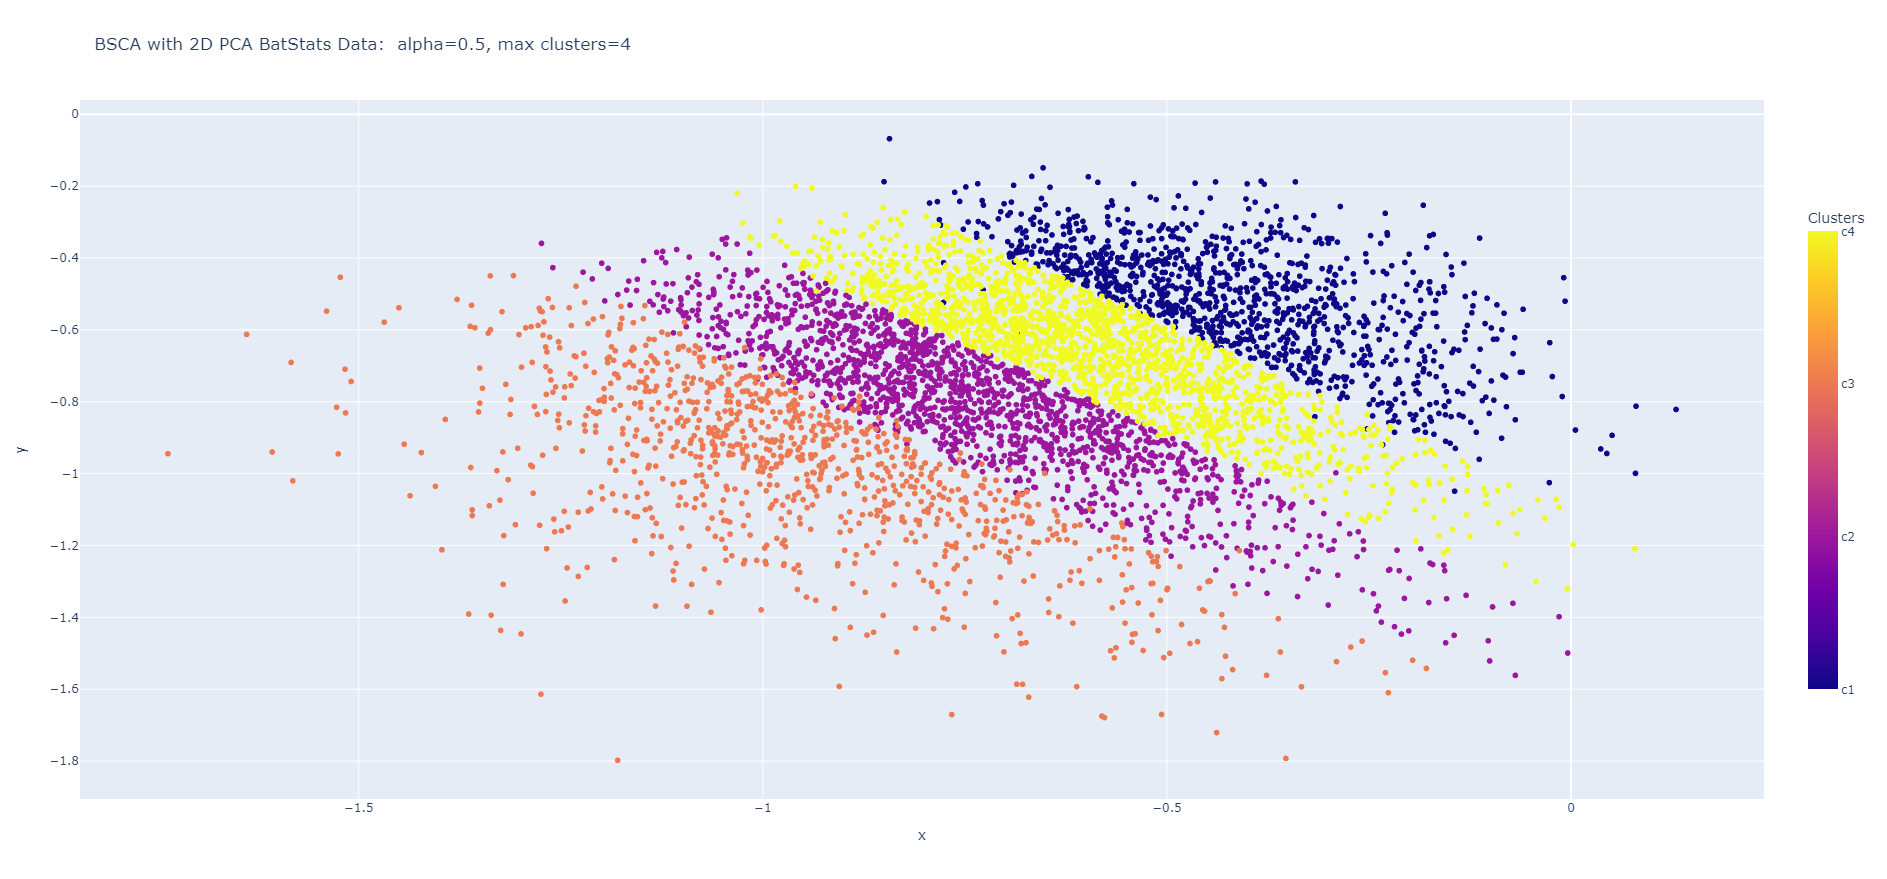 BSCA with 2D PCA BatStats Data:  alpha=0.5, max clusters=4
0
−0.2
−0.4
−0.6
−0.8
−1
−1.2
−1.4
−1.6
−1.8
y
−1.5
−1
−0.5
0
x
Clusters
c4
c3
c2
c1